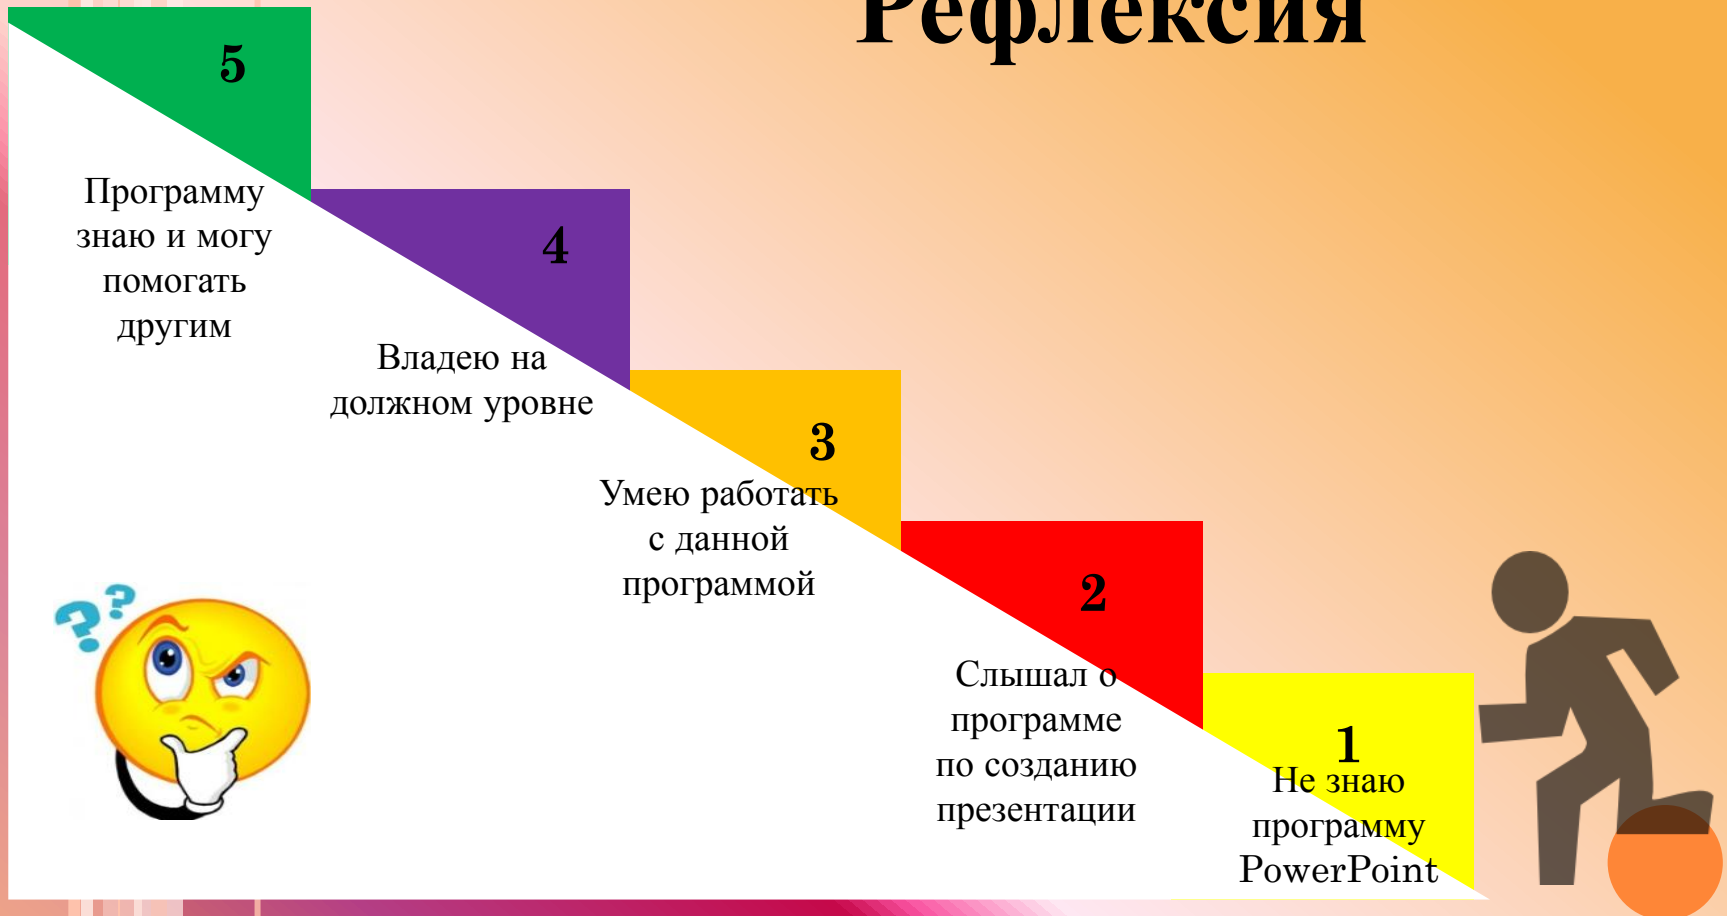 Рефлексия
5
Программу
знаю и могу
помогать
другим
4
Владею на
должном уровне
3
Умею работать
с данной
программой
2
Слышал о
программе
по созданию
презентации
1
Не знаю
программу
PowerPoint
??